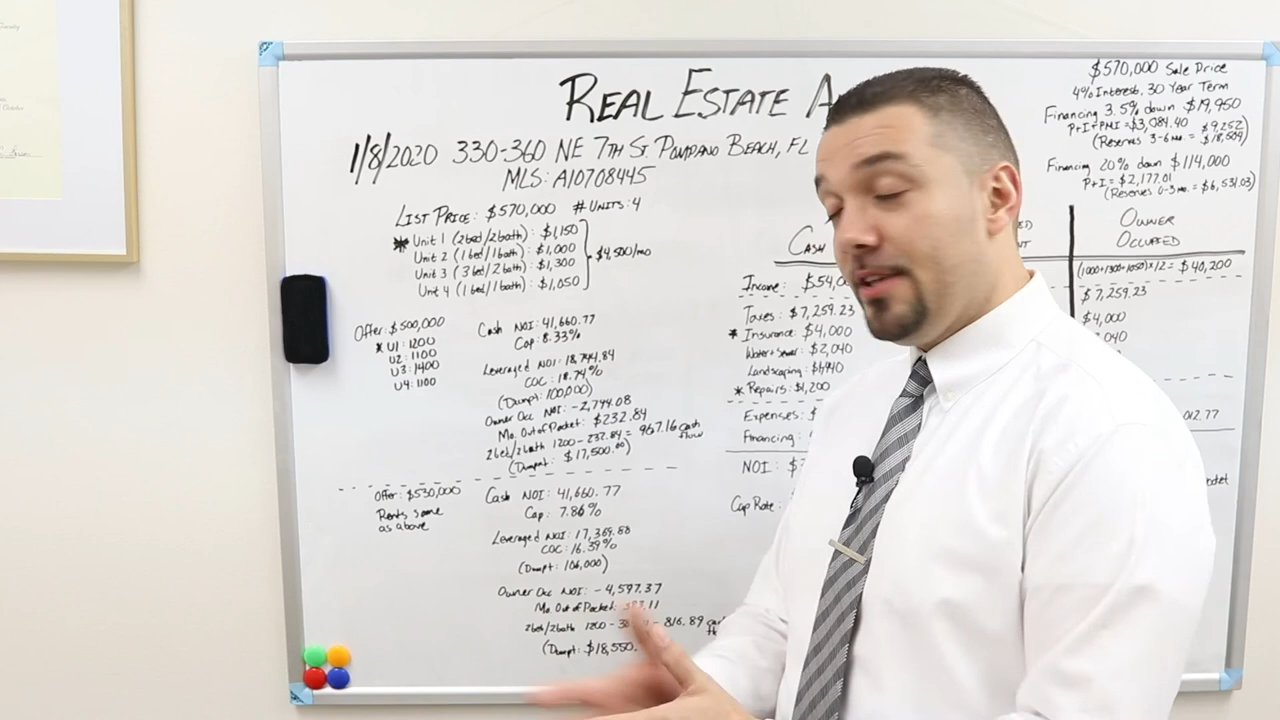 REAL ESTATE A
1/8/2020 330-360 NE 7TH ST. POMPANO BEACH, FL
MLS: A10708445
LIST PRICE: $570,000 # UNITS: 4
* Unit 1 (2bed/2bath) : $1,150
Unit 2 (1bed/1bath) : $1,000
Unit 3 (3bed/2bath) : $1,300
Unit 4 (1bed/1bath) : $1,050
$4,500/mo
Offer: $500,000
* U1: 1200
U2: 1100
U3: 1400
U4: 1100
Cash NOI: 41,660.77
Cap: 8.33%
Leveraged NOI: 18,744.84
COC: 18.74%
(Dwnpt: 100,000)
Owner Occ NOI: -2,794.08
Mo. Out of Pocket: $232.84
2bed/2bath 1200 - 232.84 = 967.16 cash flow
(Dwnpmt: $17,500.00)
Offer: $530,000
Rents same
as above
Cash NOI: 41,660.77
Cap: 7.86%
Leveraged NOI: 17,369.88
COC: 16.39%
(Dwnpt: 106,000)
Owner Occ NOI: -4,597.37
Mo. Out of Pocket:
2bed/2bath 1200 - 816.89
(Dwnpt: $18,550.
$570,000 Sale Price
4% Interest. 30 Year Term
Financing 3.5% down $19,950
P+I+PMI = $3,084.40
(Reserves 3-6 mo. = $9,252
Financing 20% down $114,000
P+I = $2,177.01
(Reserves 0-3 mo. = $6,531.03)
CAS
OWNER
OCCUPIED
Income: $54,0
Taxes: $7,259.23
* Insurance: $4,000
Water + Sewer: $2,040
Landscaping:
* Repairs: $1,200
Expenses: $
Financing:
NOI: $
Cap Rate:
(1000+1300+1050)x12 = $40,200
$7,259.23
$4,000
,040
012.77